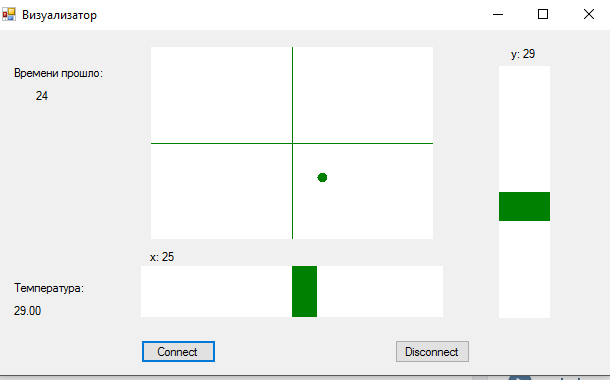 Визуализатор
y: 29
Времени прошло:
24
x: 25
Температура:
29.00
Connect
Disconnect